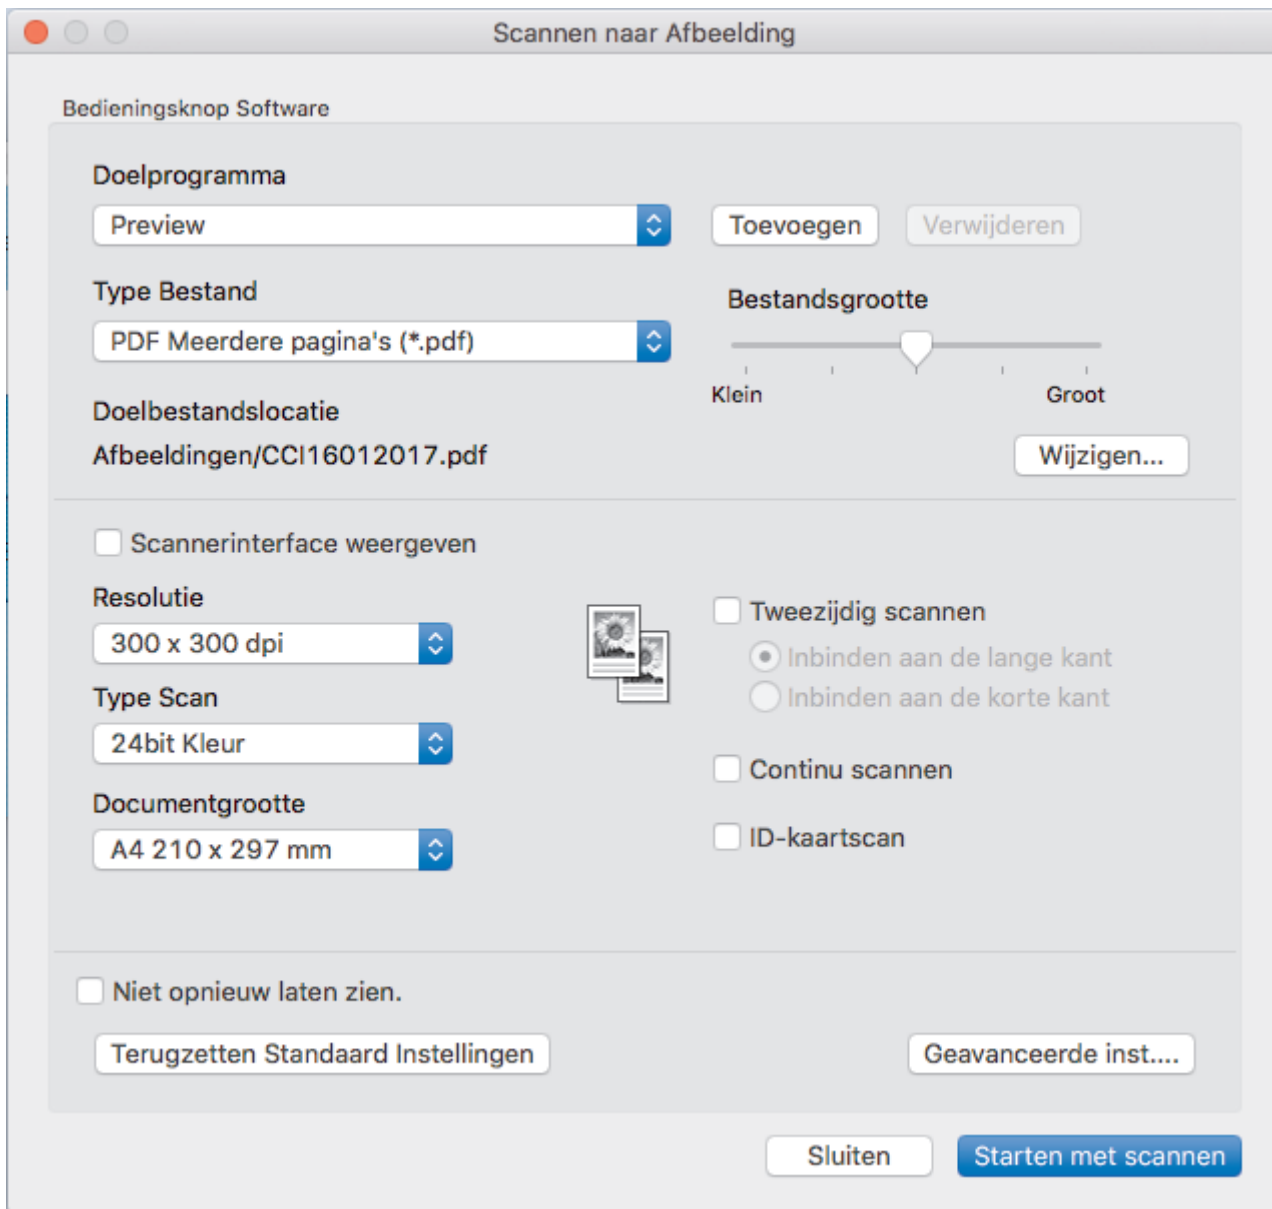 Scannen naar Afbeelding
Bedieningsknop Software
Doelprogramma
Preview
Toevoegen
Verwijderen
Type Bestand
Bestandsgrootte
PDF Meerdere pagina's (*.pdf)
Klein
Groot
Doelbestandslocatie
Afbeeldingen/CCI16012017.pdf
Wijzigen...
Scannerinterface weergeven
Resolutie
300 x 300 dpi
Type Scan
24bit Kleur
Documentgrootte
A4 210 x 297 mm
Tweezijdig scannen
Inbinden aan de lange kant
Inbinden aan de korte kant
Continu scannen
ID-kaartscan
Niet opnieuw laten zien.
Terugzetten Standaard Instellingen
Geavanceerde inst....
Sluiten
Starten met scannen